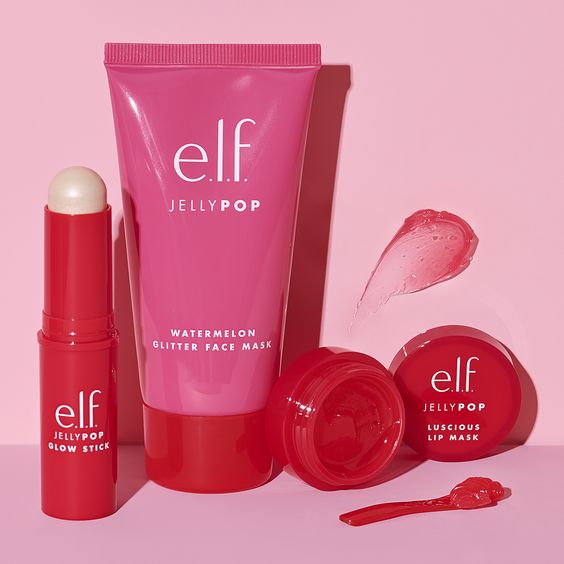 e.l.f.
JELLYPOP
WATERMELON
GLITTER FACE MASK
e.l.f.
JELLYPOP
GLOW STICK
e.l.f.
JELLYPOP
LUSCIOUS
LIP MASK